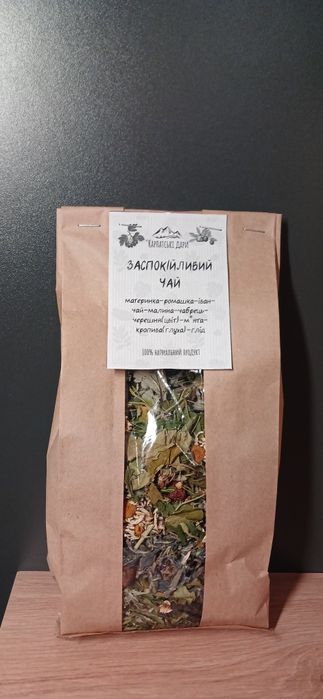 КАРПАТСЬКІ ДАРИ
ЗАСПОКІЙЛИВИЙ
ЧАЙ
материнка-ромашка-іван-
чай-малина-чабрець-
черешня(цвіт)-м'ята-
кропива(глуха)-глід
100% НАТУРАЛЬНИЙ ПРОДУКТ